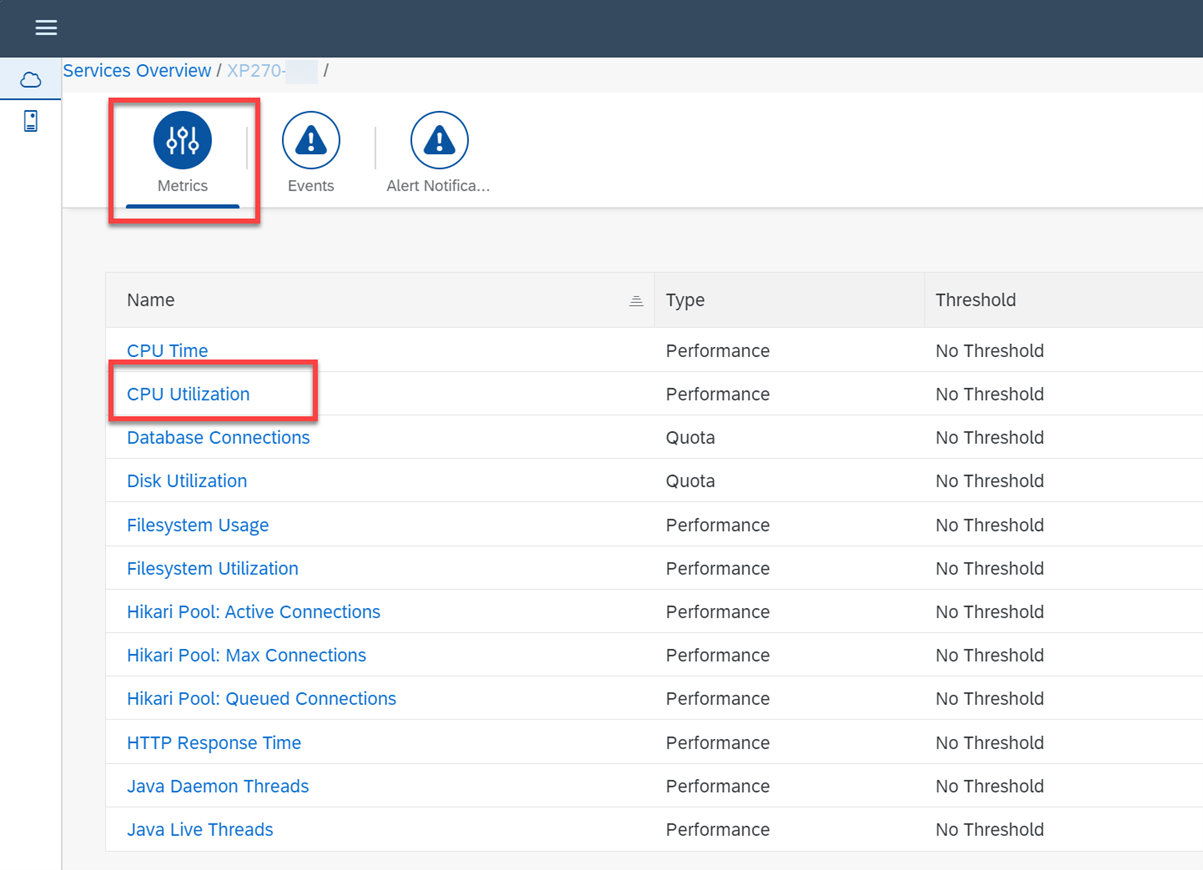 Services Overview / XP270- /
Metrics
Events
Alert Notifica...
Name Type Threshold
CPU Time Performance No Threshold
CPU Utilization Performance No Threshold
Database Connections Quota No Threshold
Disk Utilization Quota No Threshold
Filesystem Usage Performance No Threshold
Filesystem Utilization Performance No Threshold
Hikari Pool: Active Connections Performance No Threshold
Hikari Pool: Max Connections Performance No Threshold
Hikari Pool: Queued Connections Performance No Threshold
HTTP Response Time Performance No Threshold
Java Daemon Threads Performance No Threshold
Java Live Threads Performance No Threshold